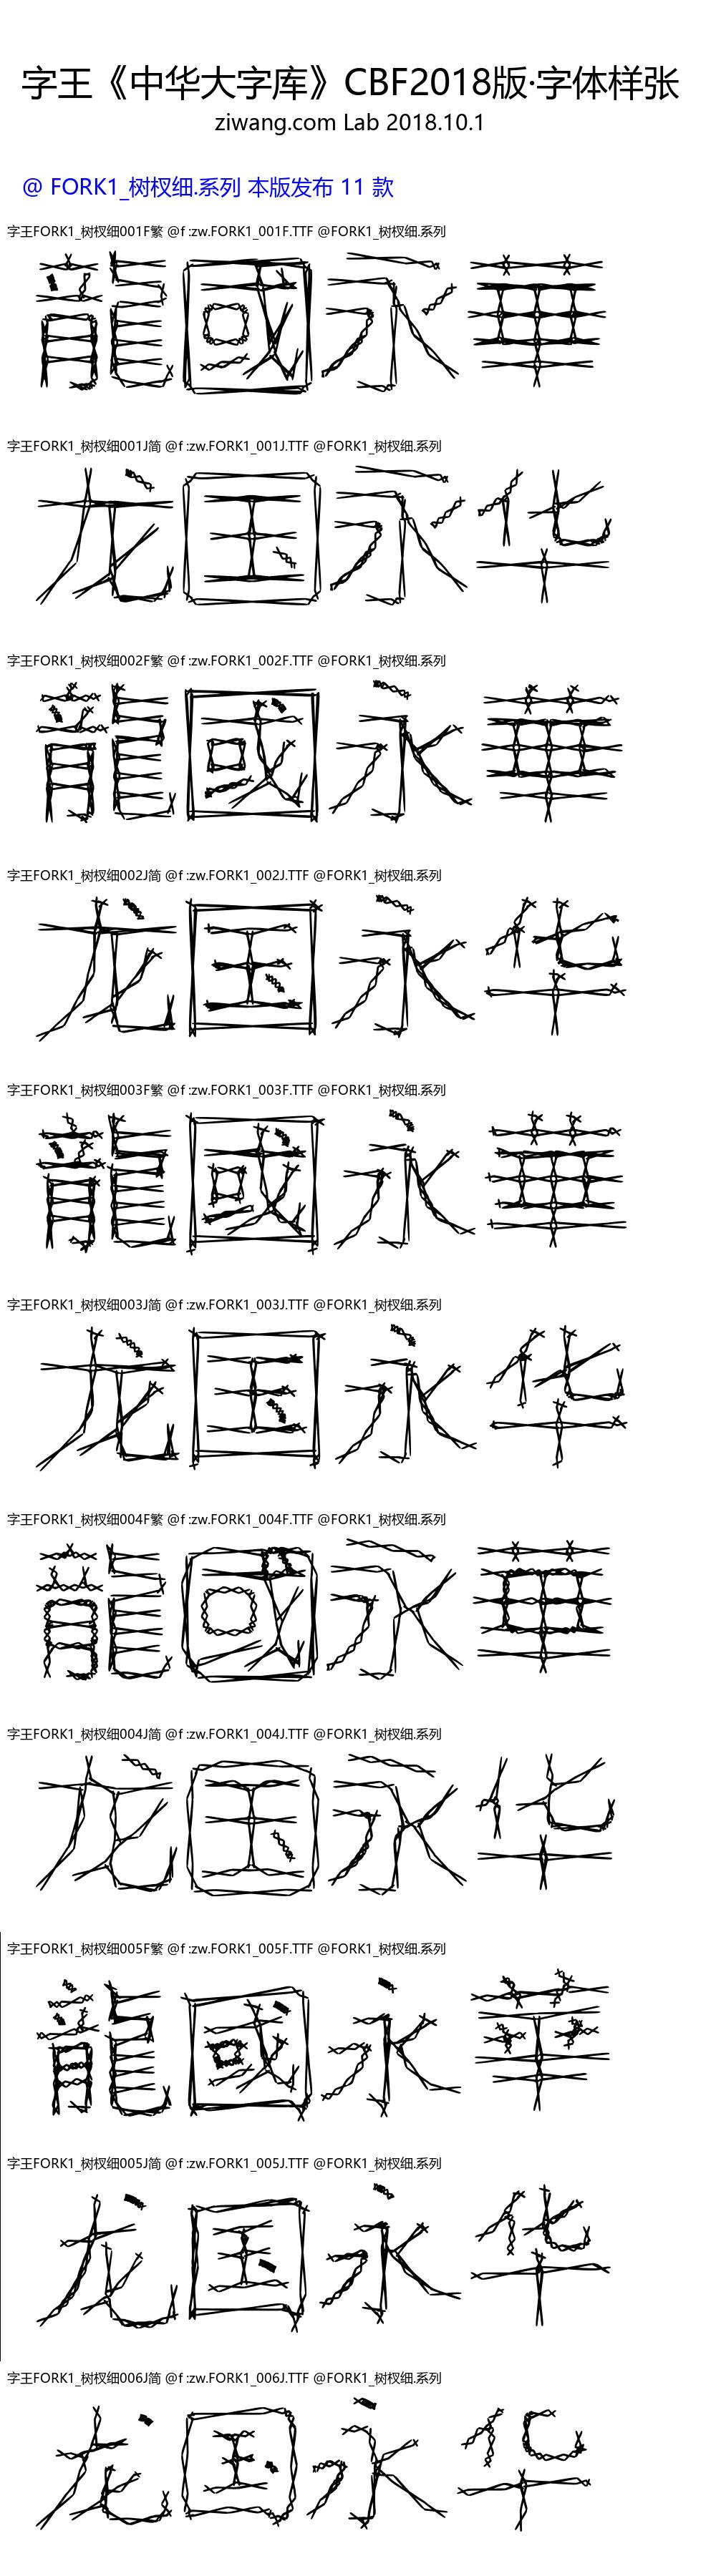 字王《中华大字库》CBF2018版·字体样张
ziwang.com Lab 2018.10.1
@ FORK1_树杈细.系列 本版发布 11 款
字王FORK1_树杈细001F繁 @f :zw.FORK1_001F.TTF @FORK1_树杈细.系列
龍國永華
字王FORK1_树杈细001J简 @f :zw.FORK1_001J.TTF @FORK1_树杈细.系列
龙国永华
字王FORK1_树杈细002F繁 @f :zw.FORK1_002F.TTF @FORK1_树杈细.系列
龍國永華
字王FORK1_树杈细002J简 @f :zw.FORK1_002J.TTF @FORK1_树杈细.系列
龙国永华
字王FORK1_树杈细003F繁 @f :zw.FORK1_003F.TTF @FORK1_树杈细.系列
龍國永華
字王FORK1_树杈细003J简 @f :zw.FORK1_003J.TTF @FORK1_树杈细.系列
龙国永华
字王FORK1_树杈细004F繁 @f :zw.FORK1_004F.TTF @FORK1_树杈细.系列
龍國永華
字王FORK1_树杈细004J简 @f :zw.FORK1_004J.TTF @FORK1_树杈细.系列
龙国永华
字王FORK1_树杈细005F繁 @f :zw.FORK1_005F.TTF @FORK1_树杈细.系列
龍國永華
字王FORK1_树杈细005J简 @f :zw.FORK1_005J.TTF @FORK1_树杈细.系列
龙国永华
字王FORK1_树杈细006J简 @f :zw.FORK1_006J.TTF @FORK1_树杈细.系列
龙国永华